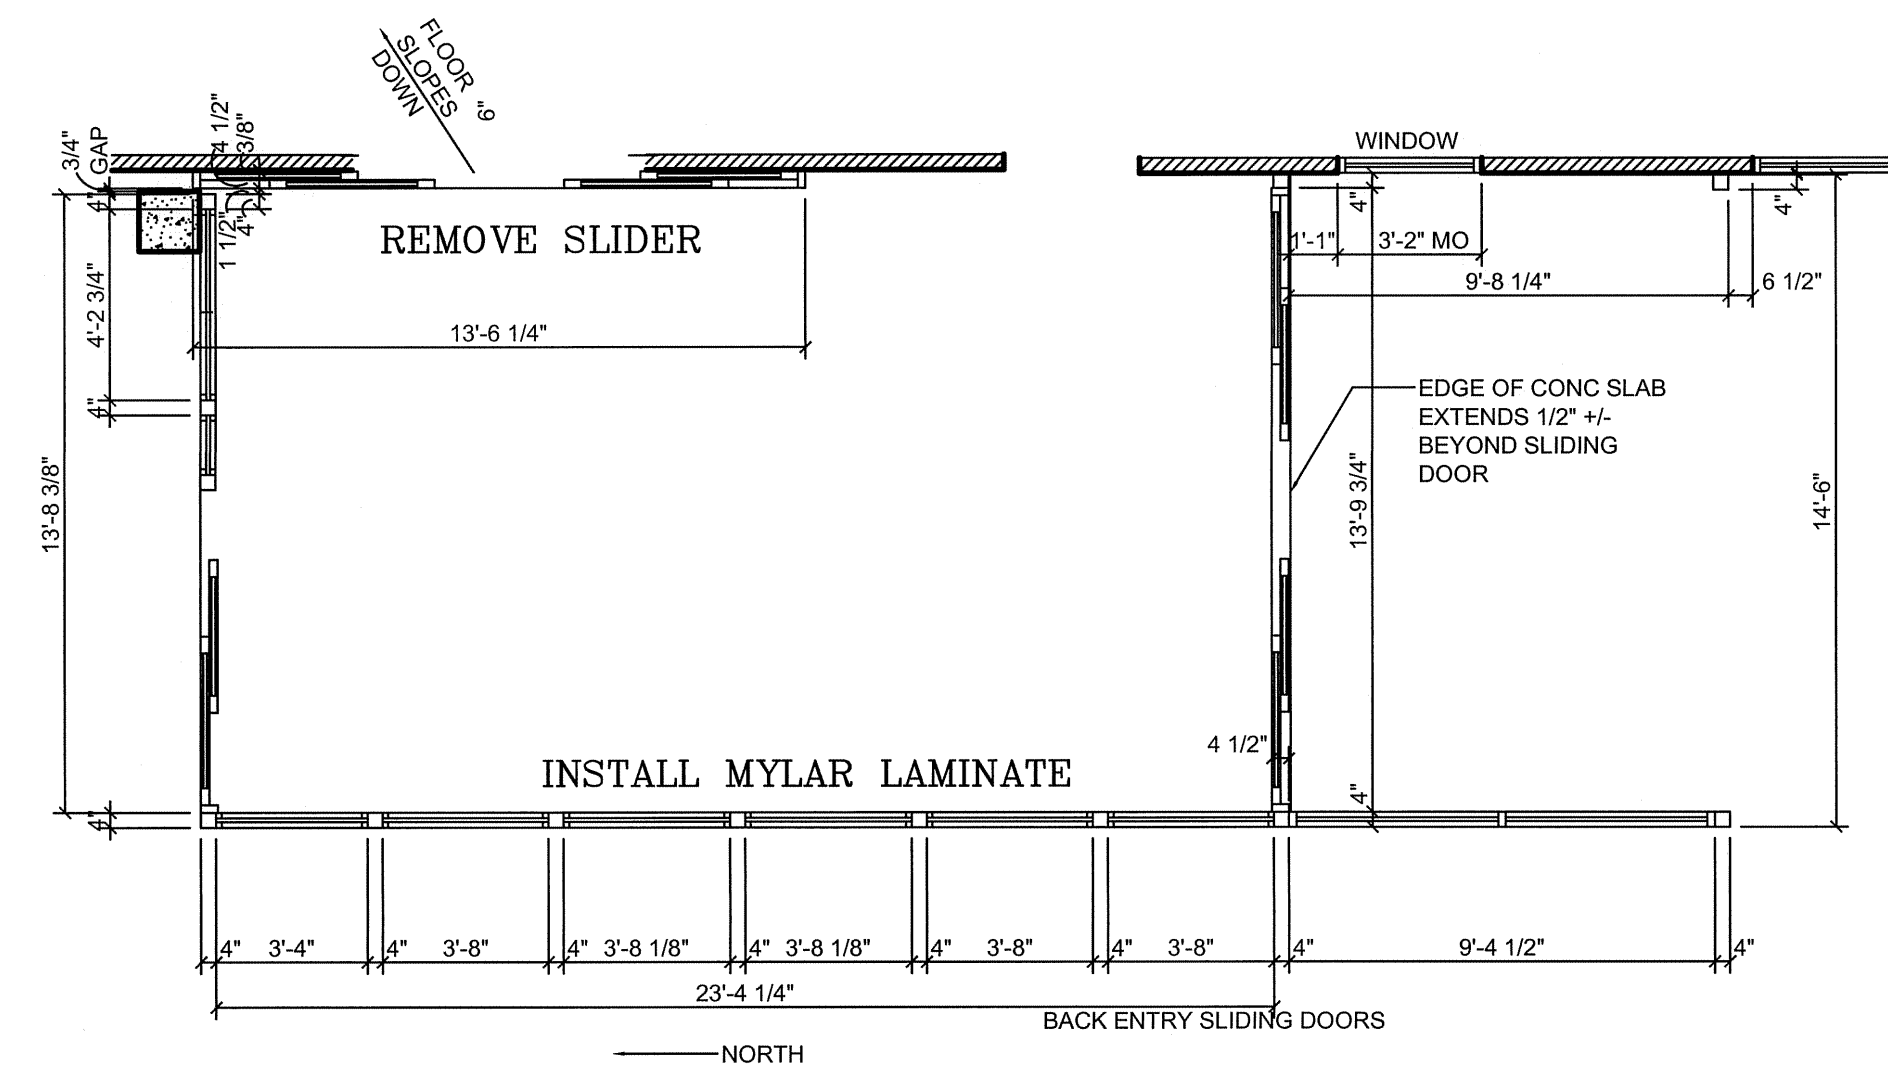 FLOOR
SLOPES
DOWN
6"
3/4"
GAP
4 1/2"
3/8"
WINDOW
4"
4"
1 1/2"
4"
4"
REMOVE SLIDER
1'-1"
3'-2" MO
4'-2 3/4"
9'-8 1/4"
6 1/2"
13'-6 1/4"
4"
EDGE OF CONC SLAB
EXTENDS 1/2" +/-
BEYOND SLIDING
DOOR
13'-8 3/8"
13'-9 3/4"
14'-6"
4 1/2"
INSTALL MYLAR LAMINATE
4"
4"
4" 3'-4" 4" 3'-8" 4" 3'-8 1/8" 4" 3'-8 1/8" 4" 3'-8" 4" 3'-8" 4" 9'-4 1/2" 4"
23'-4 1/4"
BACK ENTRY SLIDING DOORS
NORTH